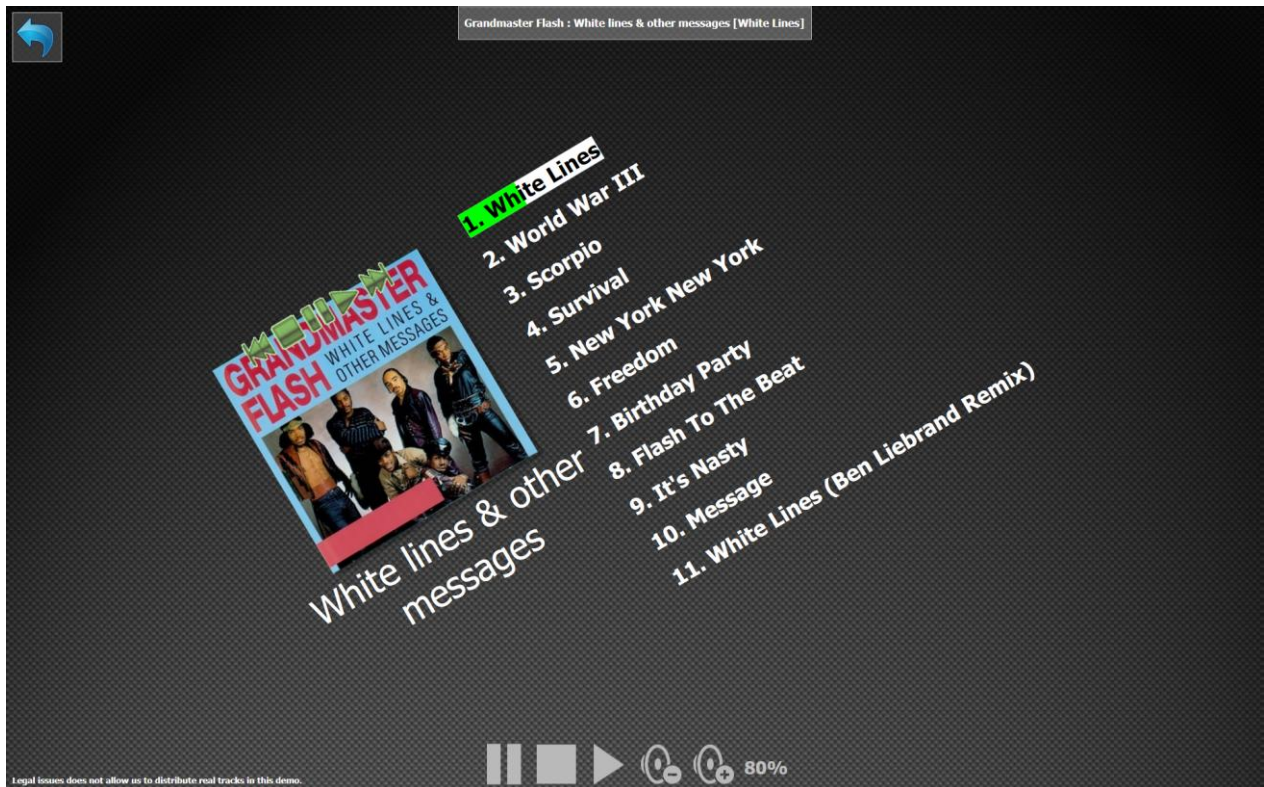 Grandmaster Flash : White lines & other messages [White Lines]
GRANDMASTER
FLASH
WHITE LINES &
OTHER MESSAGES
White lines & other
messages
1. White Lines
2. World War III
3. Scorpio
4. Survival
5. New York New York
6. Freedom
7. Birthday Party
8. Flash To The Beat
9. It's Nasty
10. Message
11. White Lines (Ben Liebrand Remix)
80%
Legal issues does not allow us to distribute real tracks in this demo.